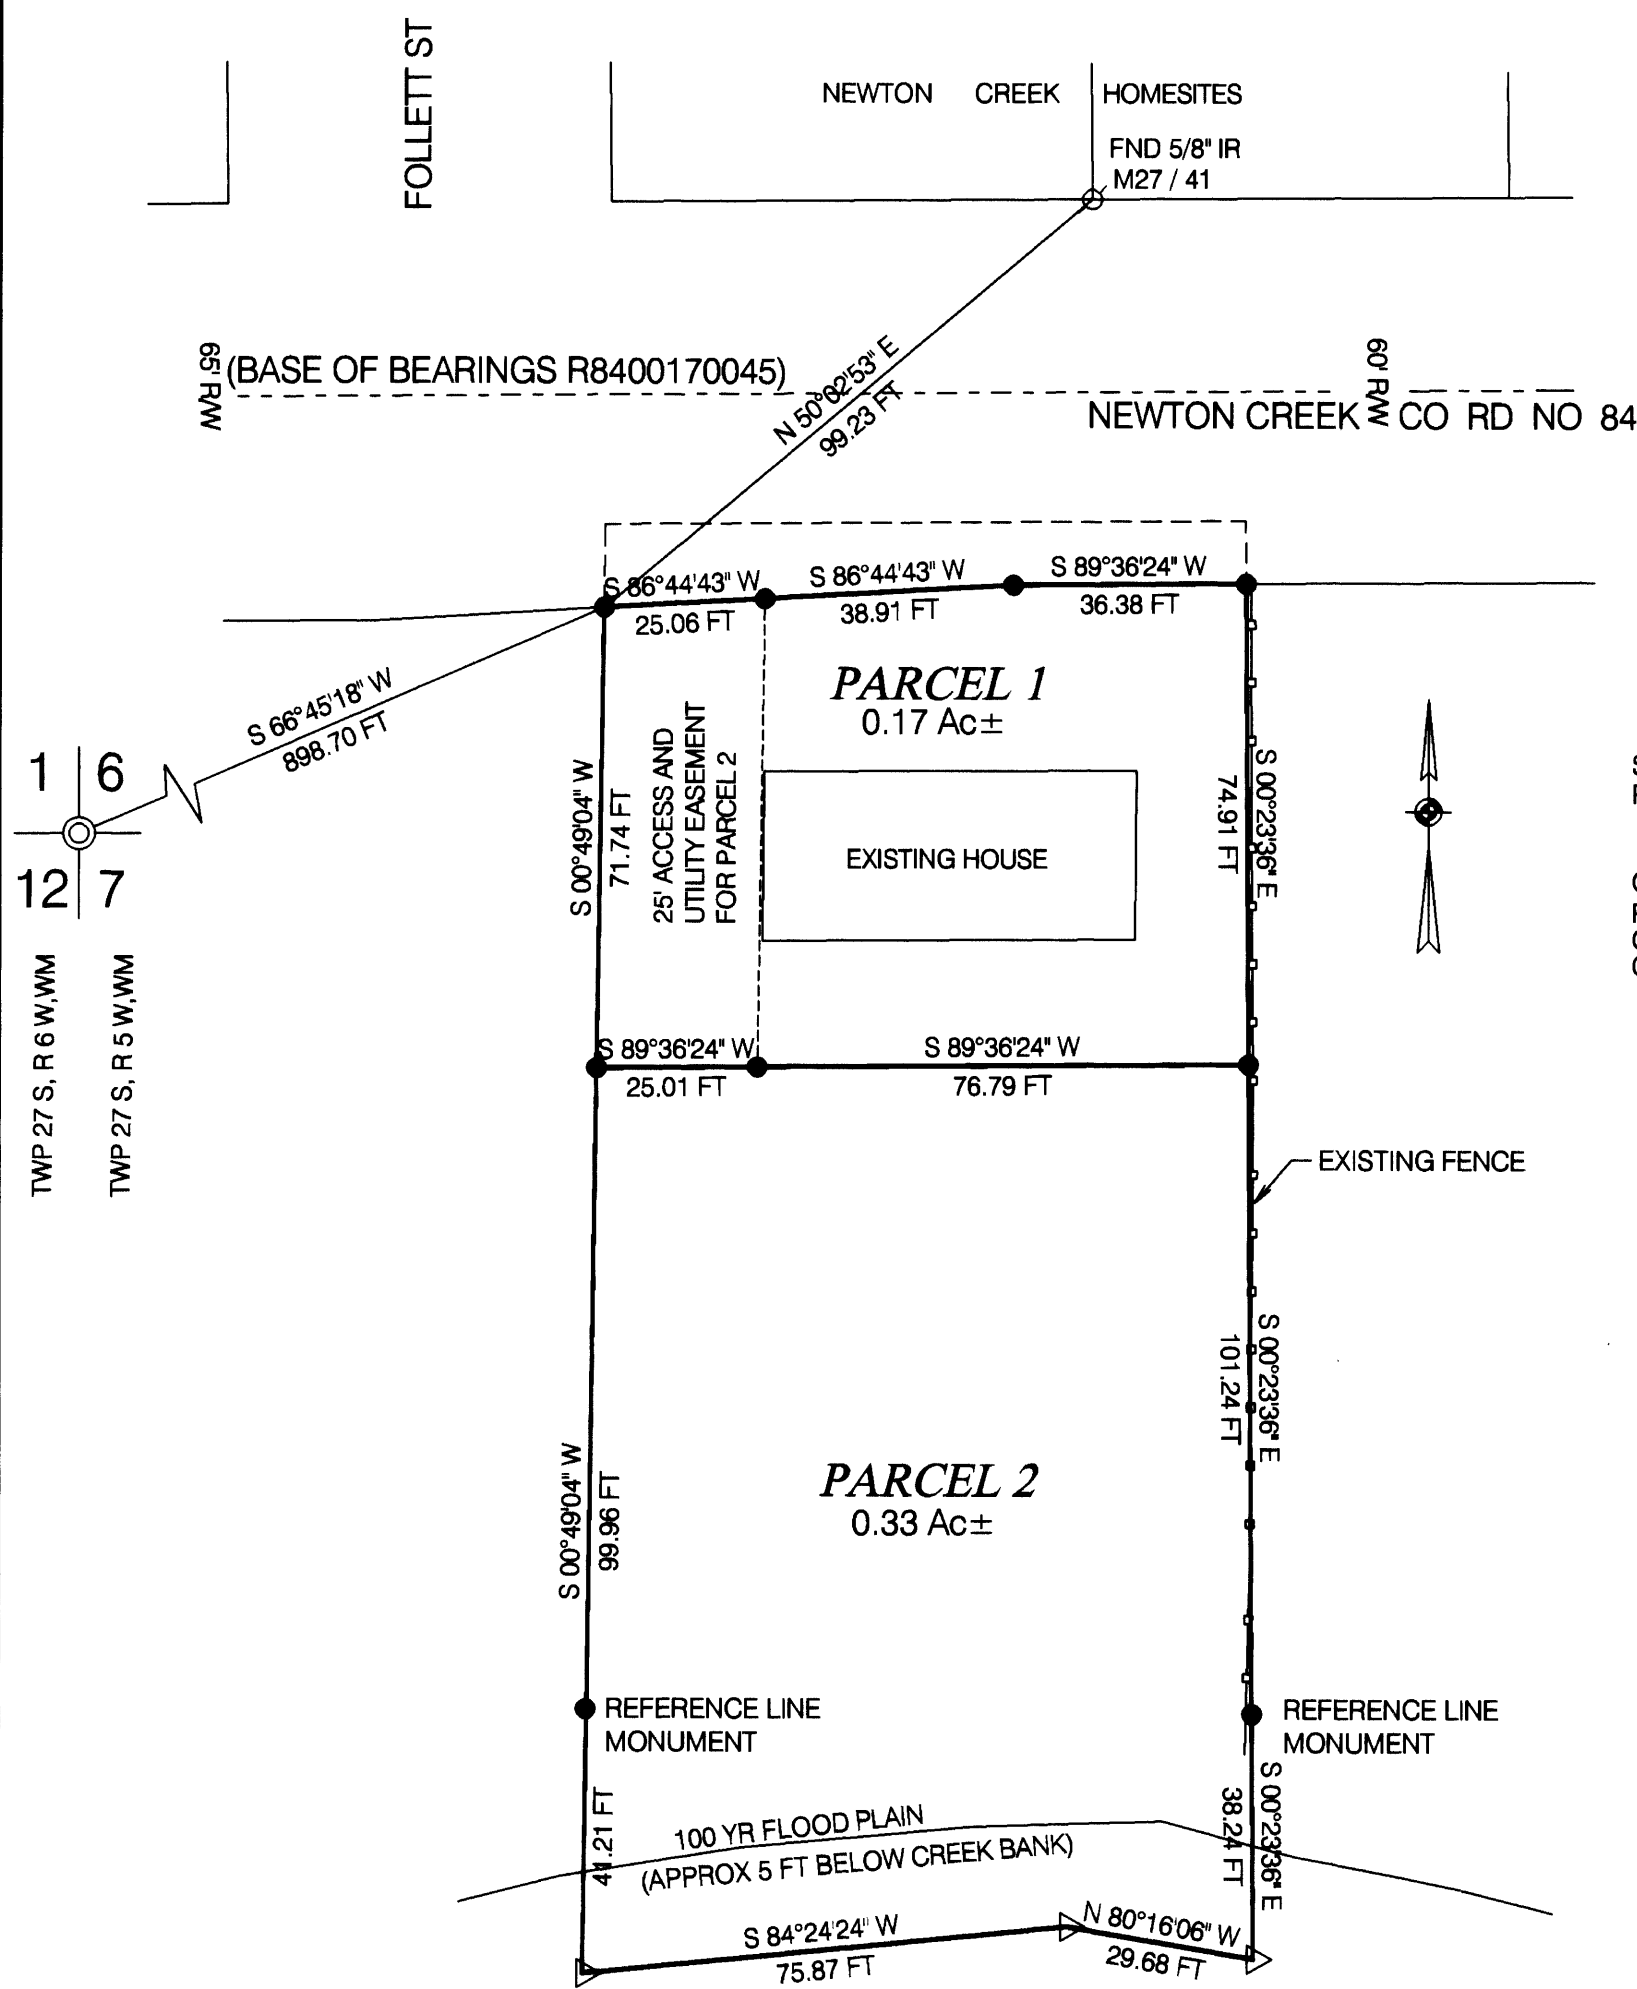 FOLLETT ST
NEWTON CREEK HOMESITES
FND 5/8" IR
M27 / 41
65' R/W
(BASE OF BEARINGS R8400170045)
60' R/W
NEWTON CREEK CO RD NO 84
N 50°02'53" E
99.23 FT
S 86°44'43" W
25.06 FT
S 86°44'43" W
38.91 FT
S 89°36'24" W
36.38 FT
S 66°45'18" W
898.70 FT
PARCEL 1
0.17 Ac±
1 6
12 7
TWP 27 S, R 6 W,WM
TWP 27 S, R 5 W,WM
S 00°49'04" W
71.74 FT
25' ACCESS AND
UTILITY EASEMENT
FOR PARCEL 2
EXISTING HOUSE
74.91 FT
S 00°23'36" E
S 89°36'24" W
25.01 FT
S 89°36'24" W
76.79 FT
EXISTING FENCE
101.24 FT
S 00°23'36" E
PARCEL 2
0.33 Ac±
S 00°49'04" W
99.96 FT
REFERENCE LINE
MONUMENT
REFERENCE LINE
MONUMENT
41.21 FT
100 YR FLOOD PLAIN
(APPROX 5 FT BELOW CREEK BANK)
38.24 FT
S 00°23'36" E
S 84°24'24" W
75.87 FT
N 80°16'06" W
29.68 FT